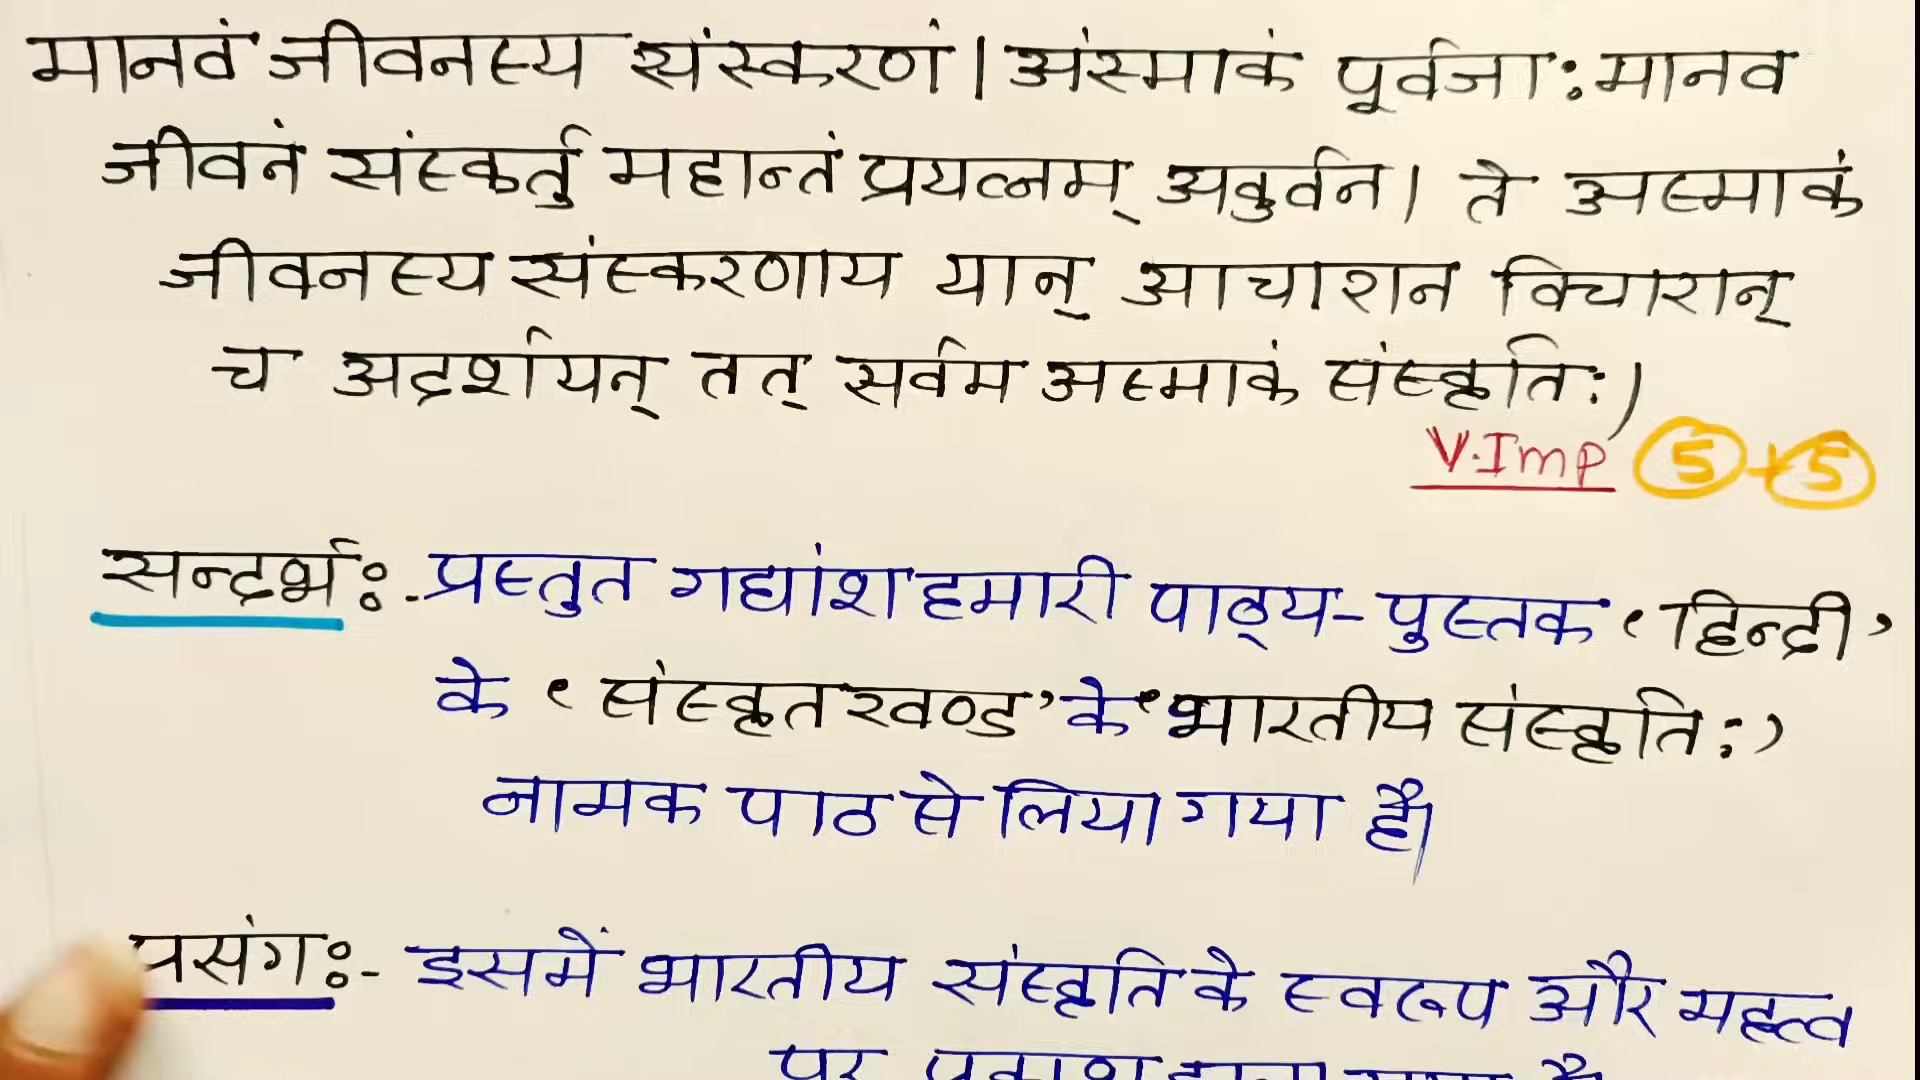 मानवं जीवनस्य संस्करणं। अंस्माकं पूर्वजा: मानव
जीवनं संस्कर्तु महान्तं प्रयत्नम् अकुर्वन। ते अस्माकं
जीवनस्य संस्करणाय यान् आचाारान विचारान्
च अदर्शयन् तत् सर्वम अस्माकं संस्कृति:।
V.Imp 5+5
सन्दर्भ:- प्रस्तुत गद्यांश हमारी पाठ्य-पुस्तक ‘हिन्दी’
के ‘संस्कृत खण्ड’ के ‘भारतीय संस्कृति:’
नामक पाठ से लिया गया है।
प्रसंग:- इसमें भारतीय संस्कृति के स्वरूप और महत्व
पर